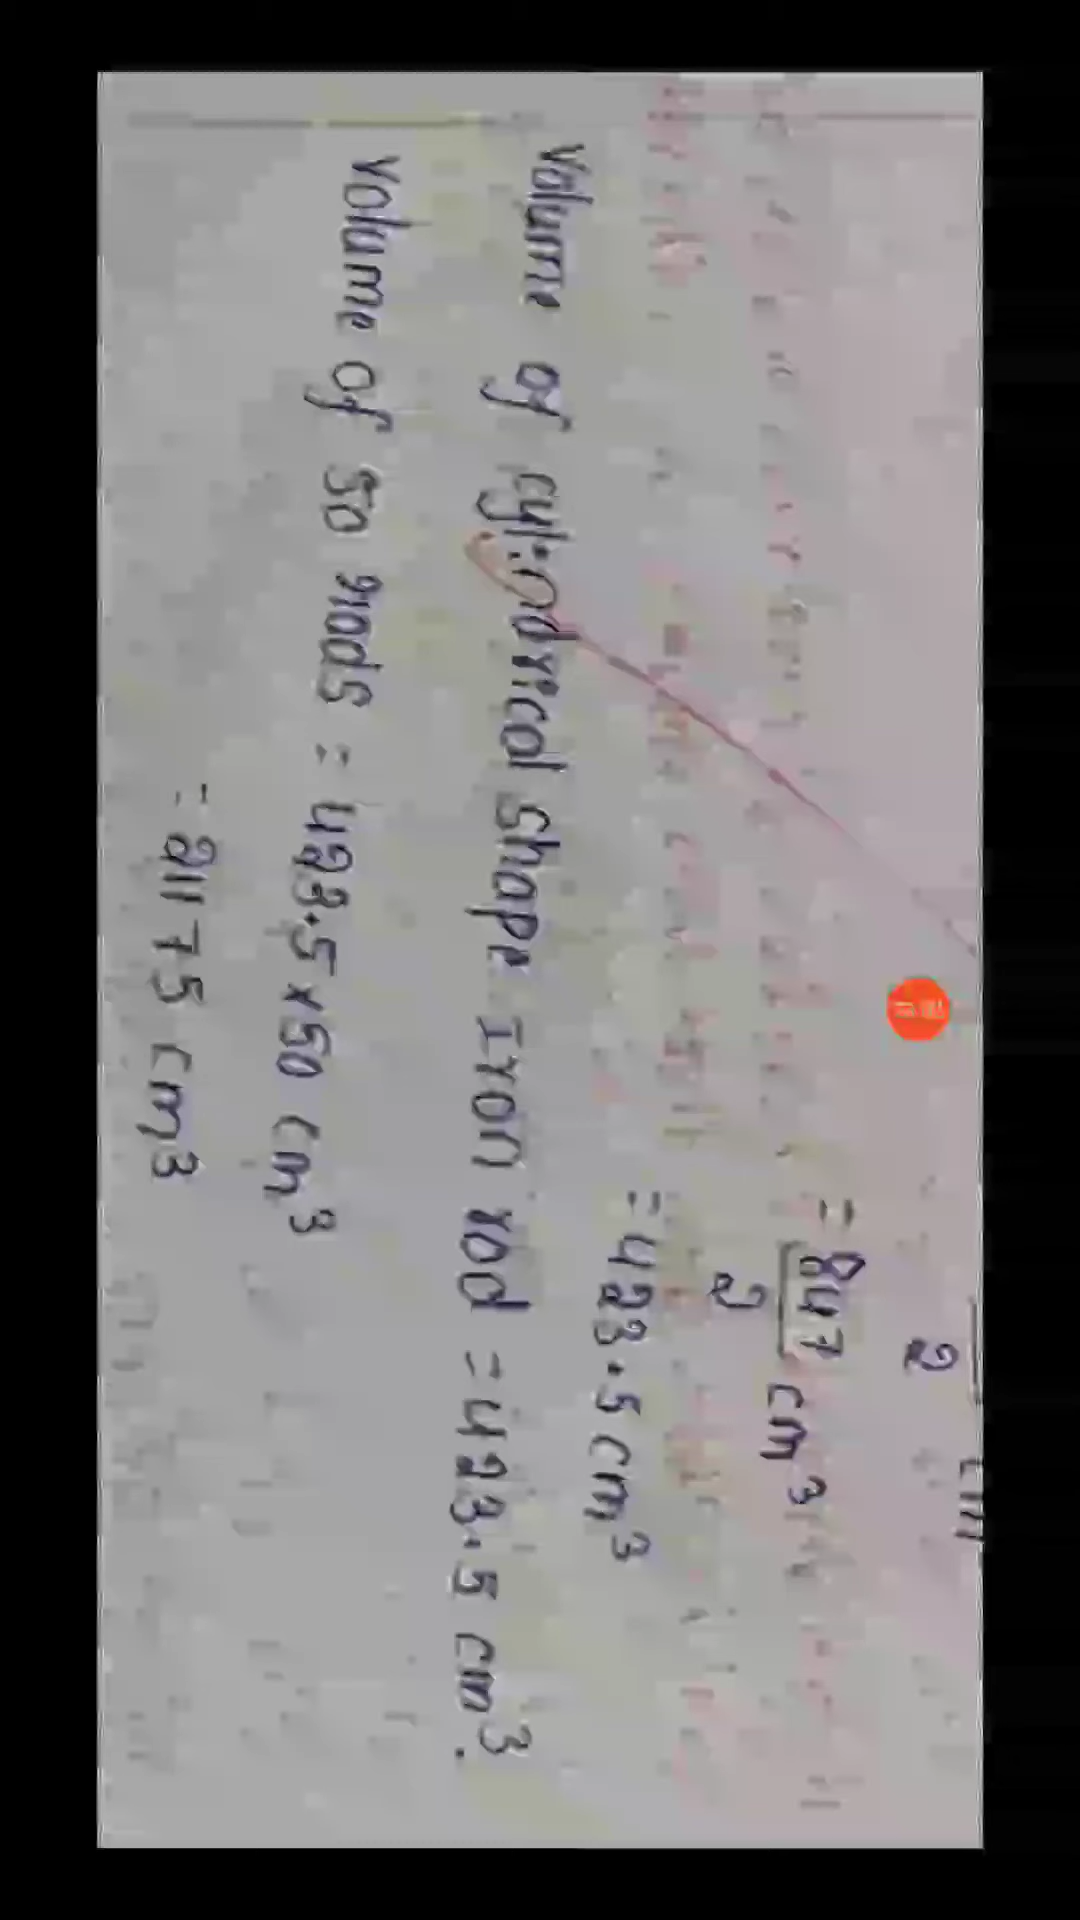 2 cm
= 847 cm³
2
= 423.5 cm³
Volume of cylindrical shape Iron rod = 423.5 cm³.
Volume of 50 rods = 423.5 x 50 cm³
= 21175 cm³